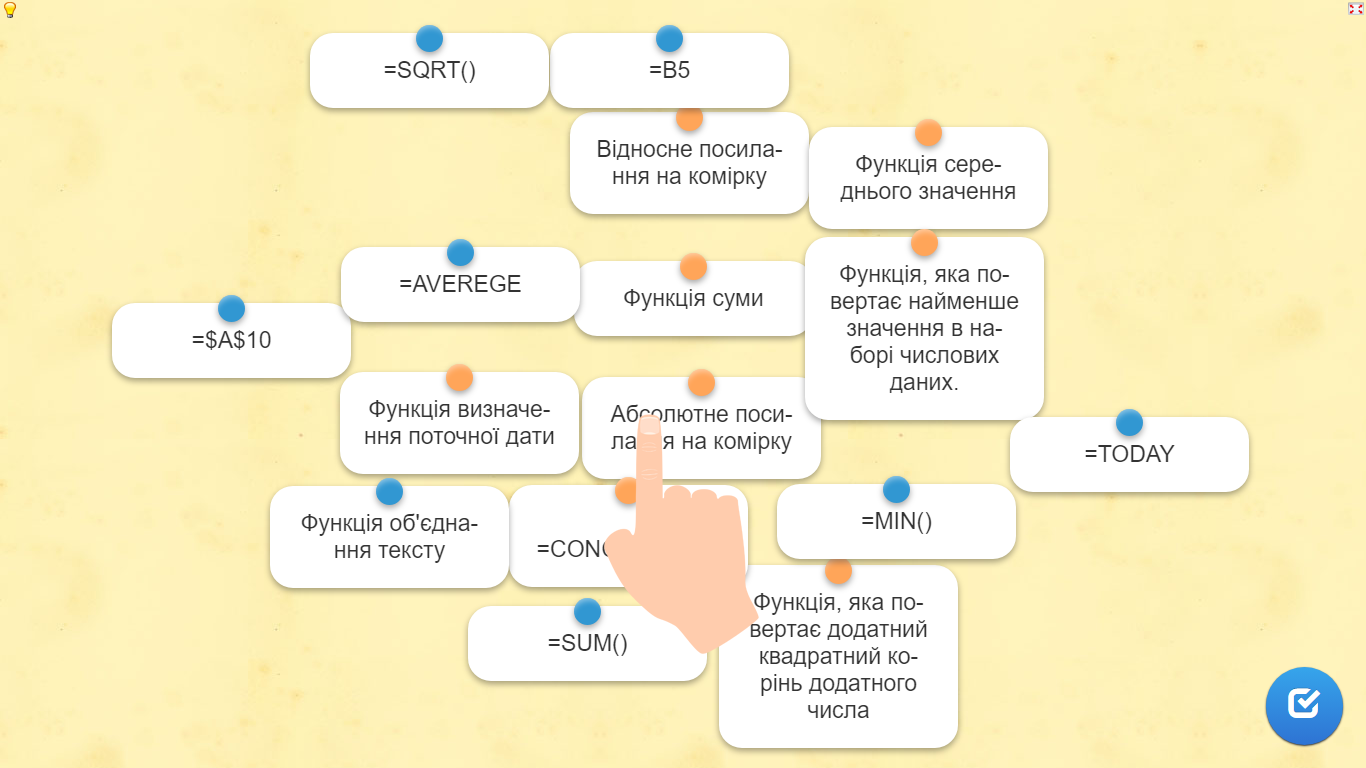 =SQRT()
=B5
Відносне посила-
ння на комірку
Функція сере-
днього значення
=AVEREGE
Функція суми
Функція, яка по-
вертає найменше
значення в на-
борі числових
даних.
=$A$10
Функція визначе-
ння поточної дати
Абсолютне поси-
лання на комірку
=TODAY
Функція об'єдна-
ння тексту
=MIN()
=SUM()
Функція, яка по-
вертає додатний
квадратний ко-
рінь додатного
числа